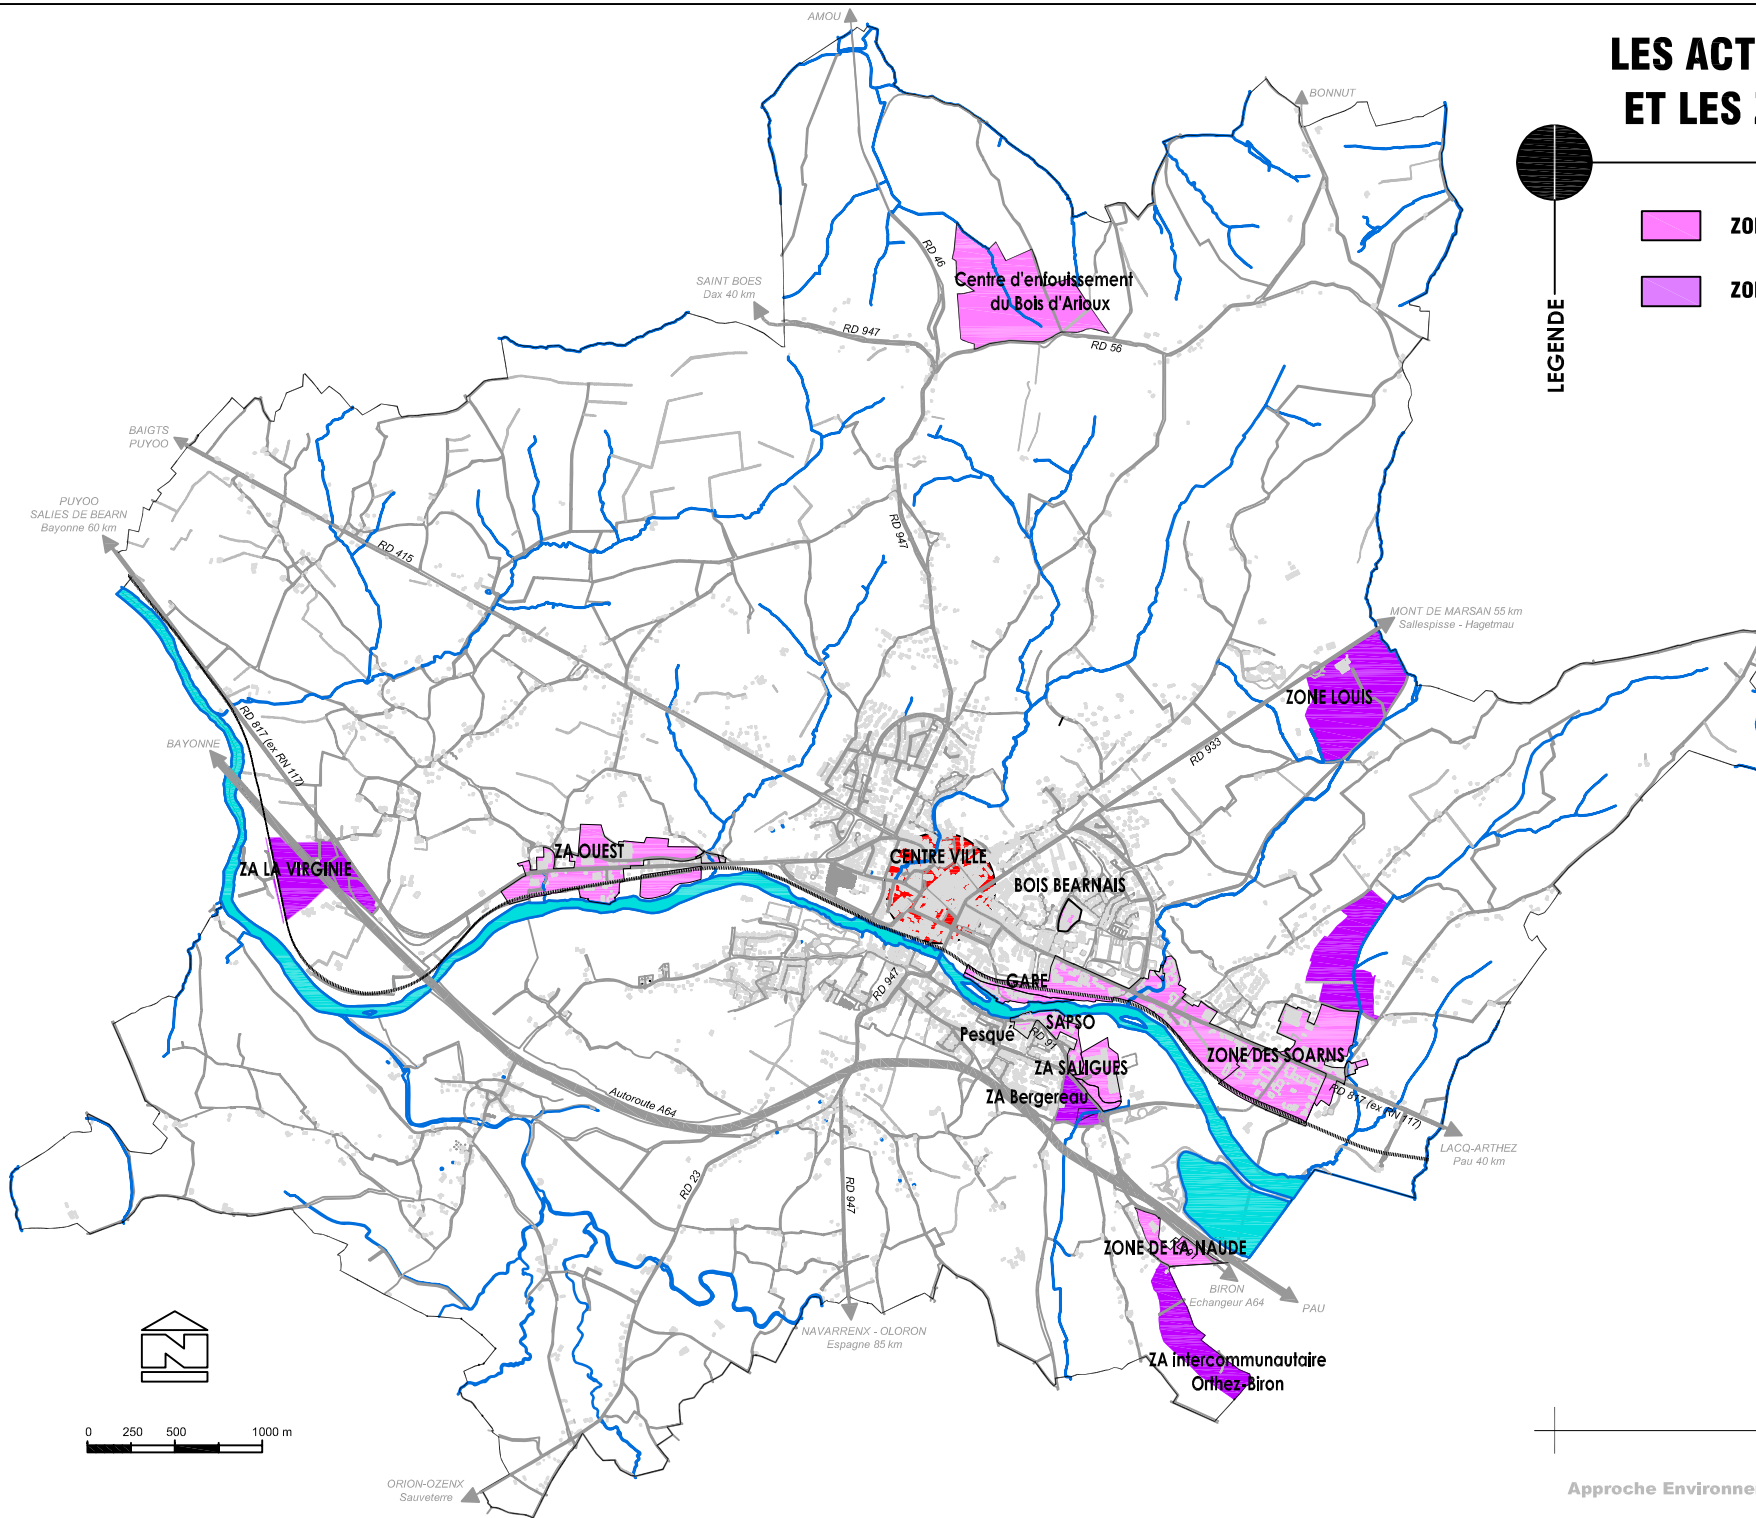 AMOU
LES ACT
ET LES
BONNUT
ZO
ZO
LEGENDE
RD 46
Centre d'enfouissement
du Bois d'Arioux
SAINT BOES
Dax 40 km
RD 947
RD 56
BAIGTS
PUYOO
PUYOO
SALIES DE BEARN
Bayonne 60 km
RD 415
RD 947
MONT DE MARSAN 55 km
Sallespisse - Hagetmau
ZONE LOUIS
RD 817 (ex RN 117)
BAYONNE
RD 933
ZA OUEST
CENTRE VILLE
ZA LA VIRGINIE
BOIS BEARNAIS
GARE
RD 947
SAPSO
Pesqué
RD 91
ZONE DES SOARNS
ZA SALIGUES
ZA Bergereau
Autoroute A64
RD 817 (ex RN 117)
LACQ-ARTHEZ
Pau 40 km
RD 23
RD 947
ZONE DE LA NAUDE
BIRON
Echangeur A64
PAU
NAVARRENX - OLORON
Espagne 85 km
N
ZA intercommunautaire
Orthez-Biron
0 250 500 1000 m
ORION-OZENX
Sauveterre
Approche Environne